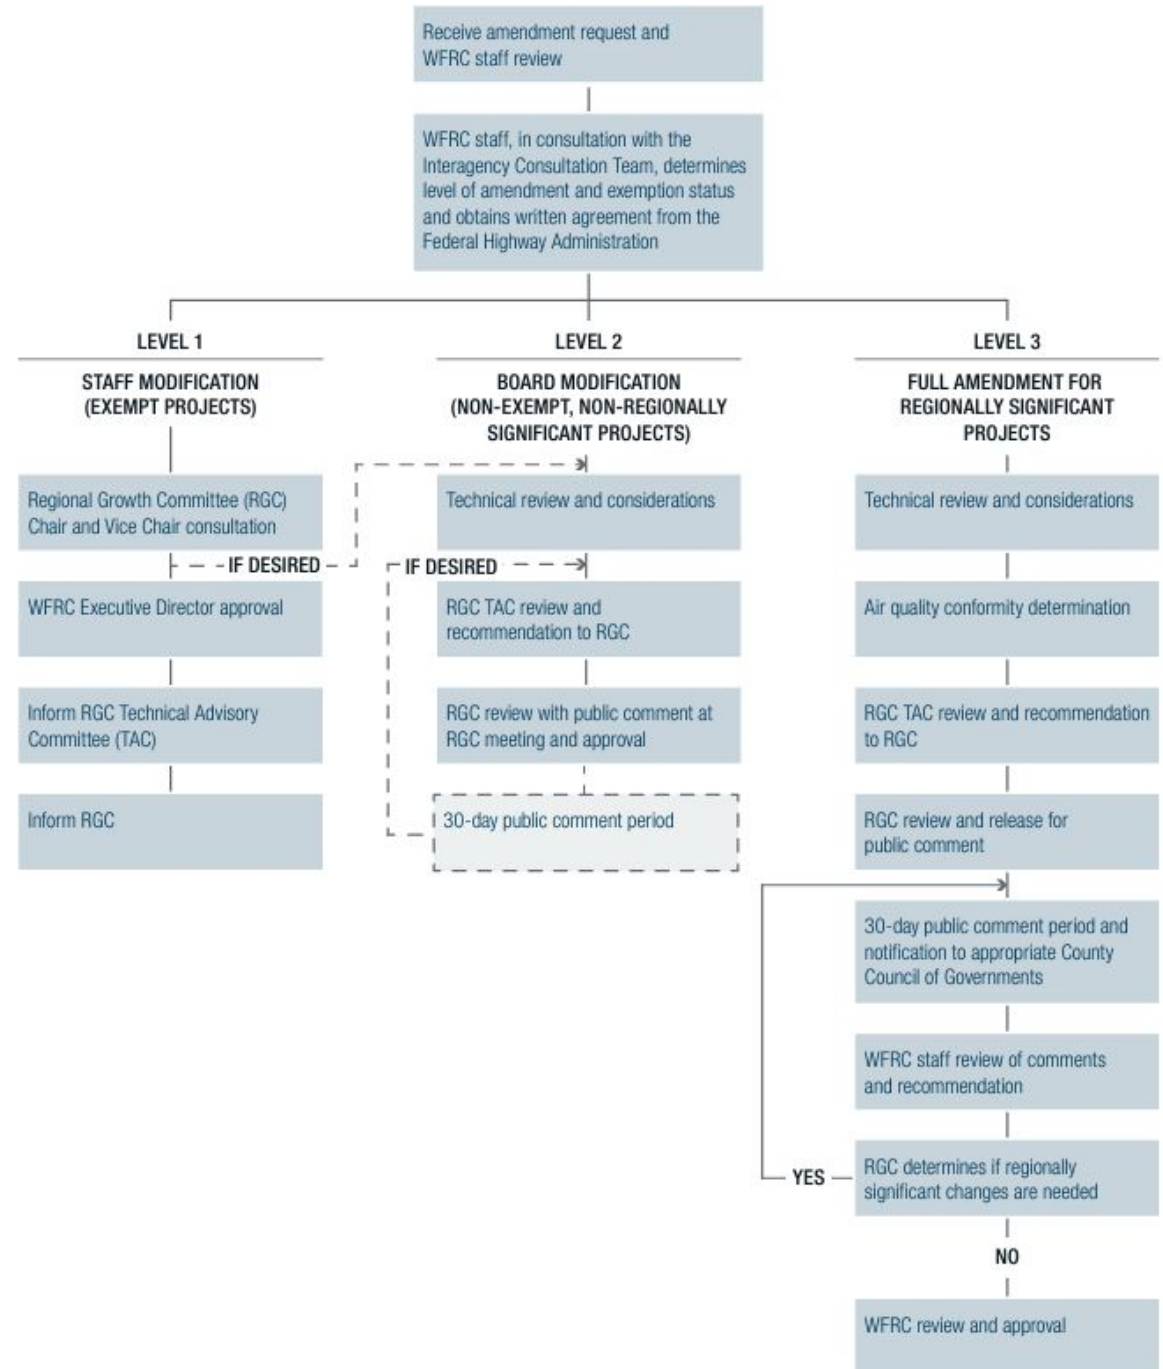 Receive amendment request and
WFRC staff review
WFRC staff, in consultation with the
Interagency Consultation Team, determines
level of amendment and exemption status
and obtains written agreement from the
Federal Highway Administration
LEVEL 1
STAFF MODIFICATION
(EXEMPT PROJECTS)
Regional Growth Committee (RGC)
Chair and Vice Chair consultation
IF DESIRED
WFRC Executive Director approval
Inform RGC Technical Advisory
Committee (TAC)
Inform RGC
LEVEL 2
BOARD MODIFICATION
(NON-EXEMPT, NON-REGIONALLY
SIGNIFICANT PROJECTS)
Technical review and considerations
IF DESIRED
RGC TAC review and
recommendation to RGC
RGC review with public comment at
RGC meeting and approval
30-day public comment period
LEVEL 3
FULL AMENDMENT FOR
REGIONALLY SIGNIFICANT
PROJECTS
Technical review and considerations
Air quality conformity determination
RGC TAC review and recommendation
to RGC
RGC review and release for
public comment
30-day public comment period and
notification to appropriate County
Council of Governments
WFRC staff review of comments
and recommendation
RGC determines if regionally
significant changes are needed
YES
NO
WFRC review and approval